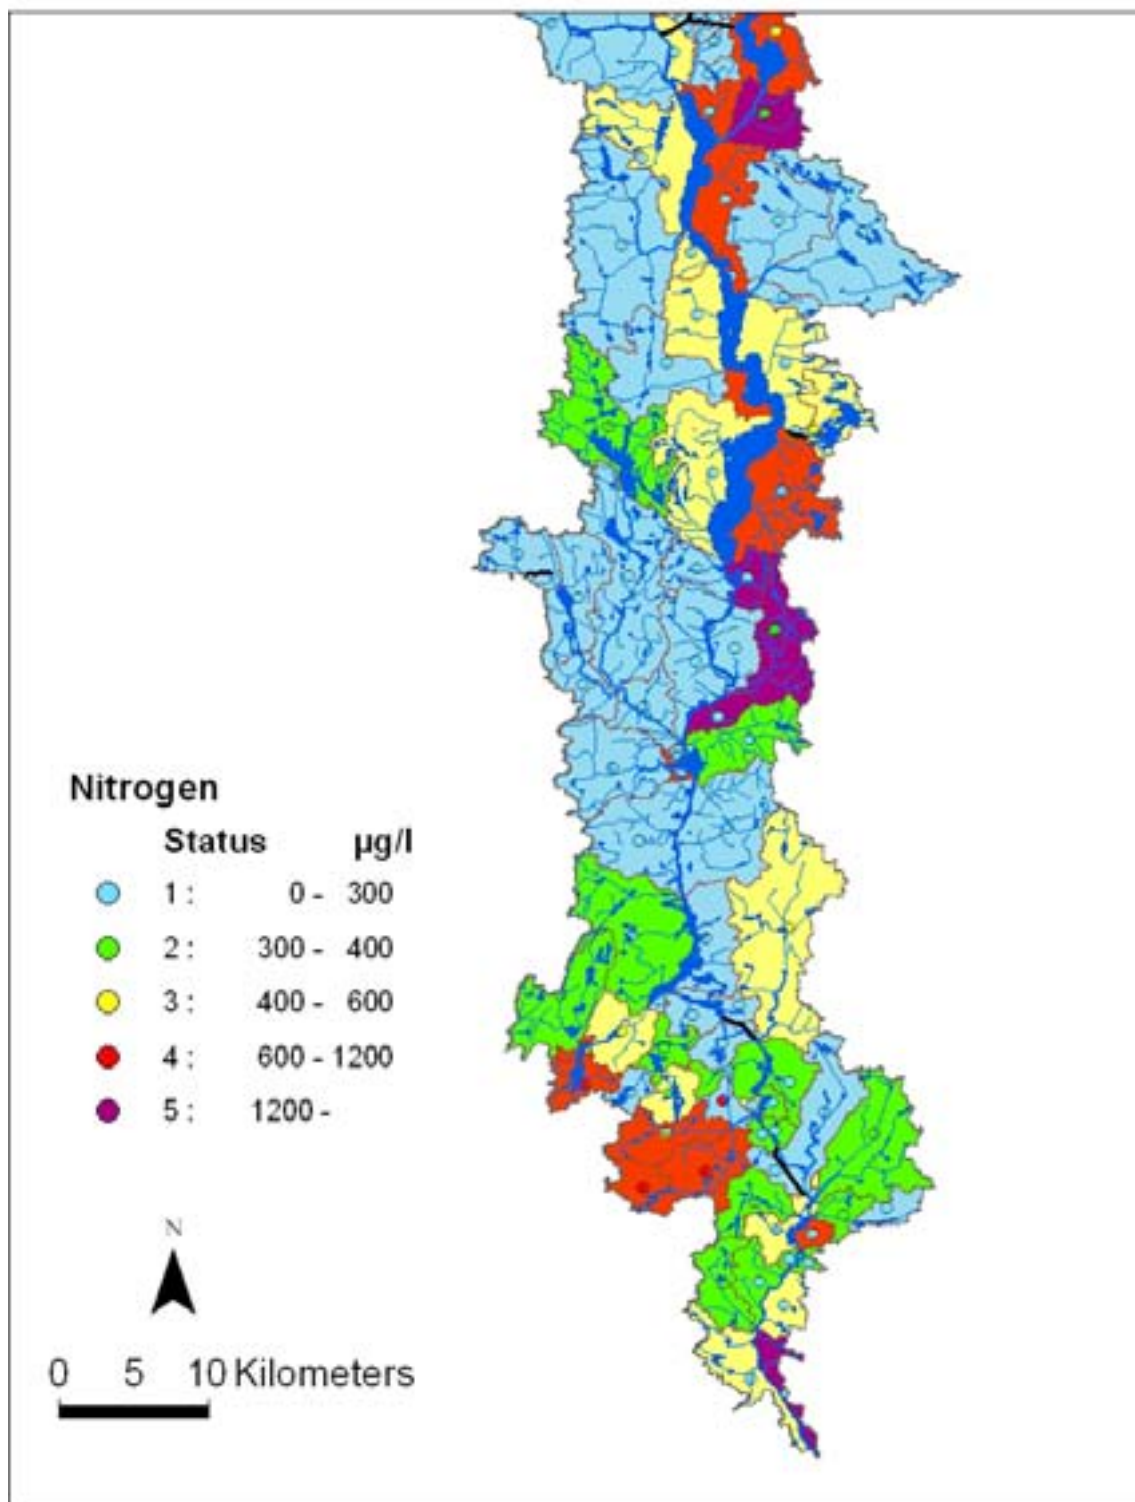 Nitrogen
Status µg/l
1 : 0 - 300
2 : 300 - 400
3 : 400 - 600
4 : 600 - 1200
5 : 1200 -
N
0 5 10 Kilometers